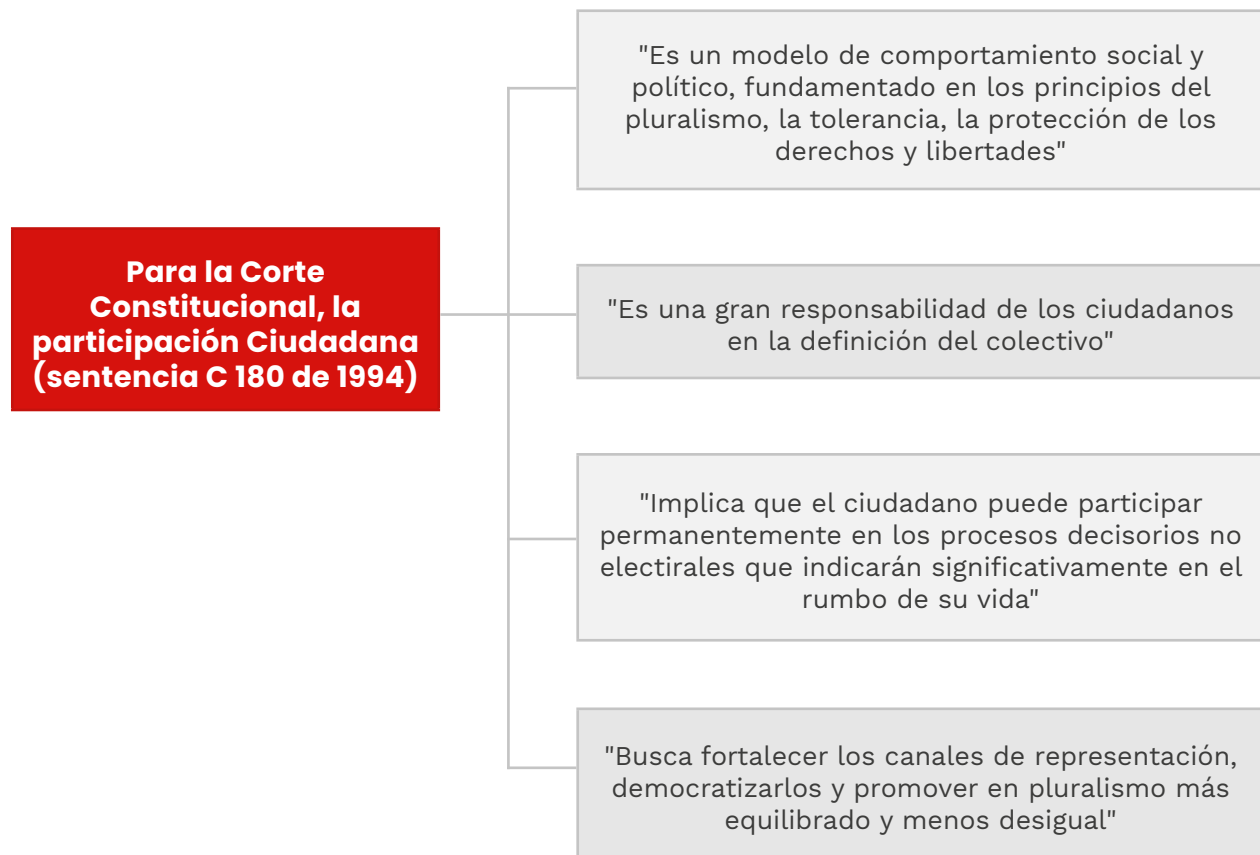 Para la Corte
Constitucional, la
participación Ciudadana
(sentencia C 180 de 1994)
"Es un modelo de comportamiento social y
político, fundamentado en los principios del
pluralismo, la tolerancia, la protección de los
derechos y libertades"
"Es una gran responsabilidad de los ciudadanos
en la definición del colectivo"
"Implica que el ciudadano puede participar
permanentemente en los procesos decisorios no
electirales que indicarán significativamente en el
rumbo de su vida"
"Busca fortalecer los canales de representación,
democratizarlos y promover en pluralismo más
equilibrado y menos desigual"